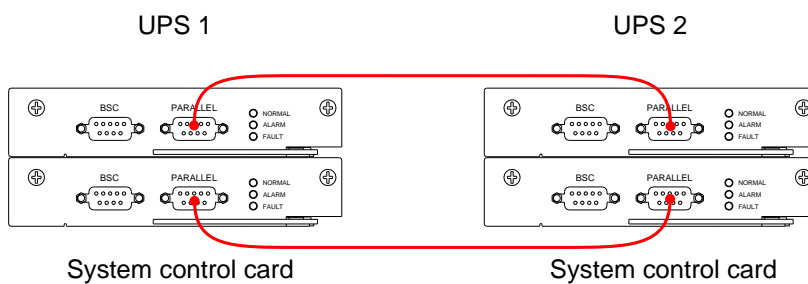 UPS 1 UPS 2
BSC PARALLEL NORMAL ALARM FAULT
BSC PARALLEL NORMAL ALARM FAULT
BSC PARALLEL NORMAL ALARM FAULT
BSC PARALLEL NORMAL ALARM FAULT
System control card System control card